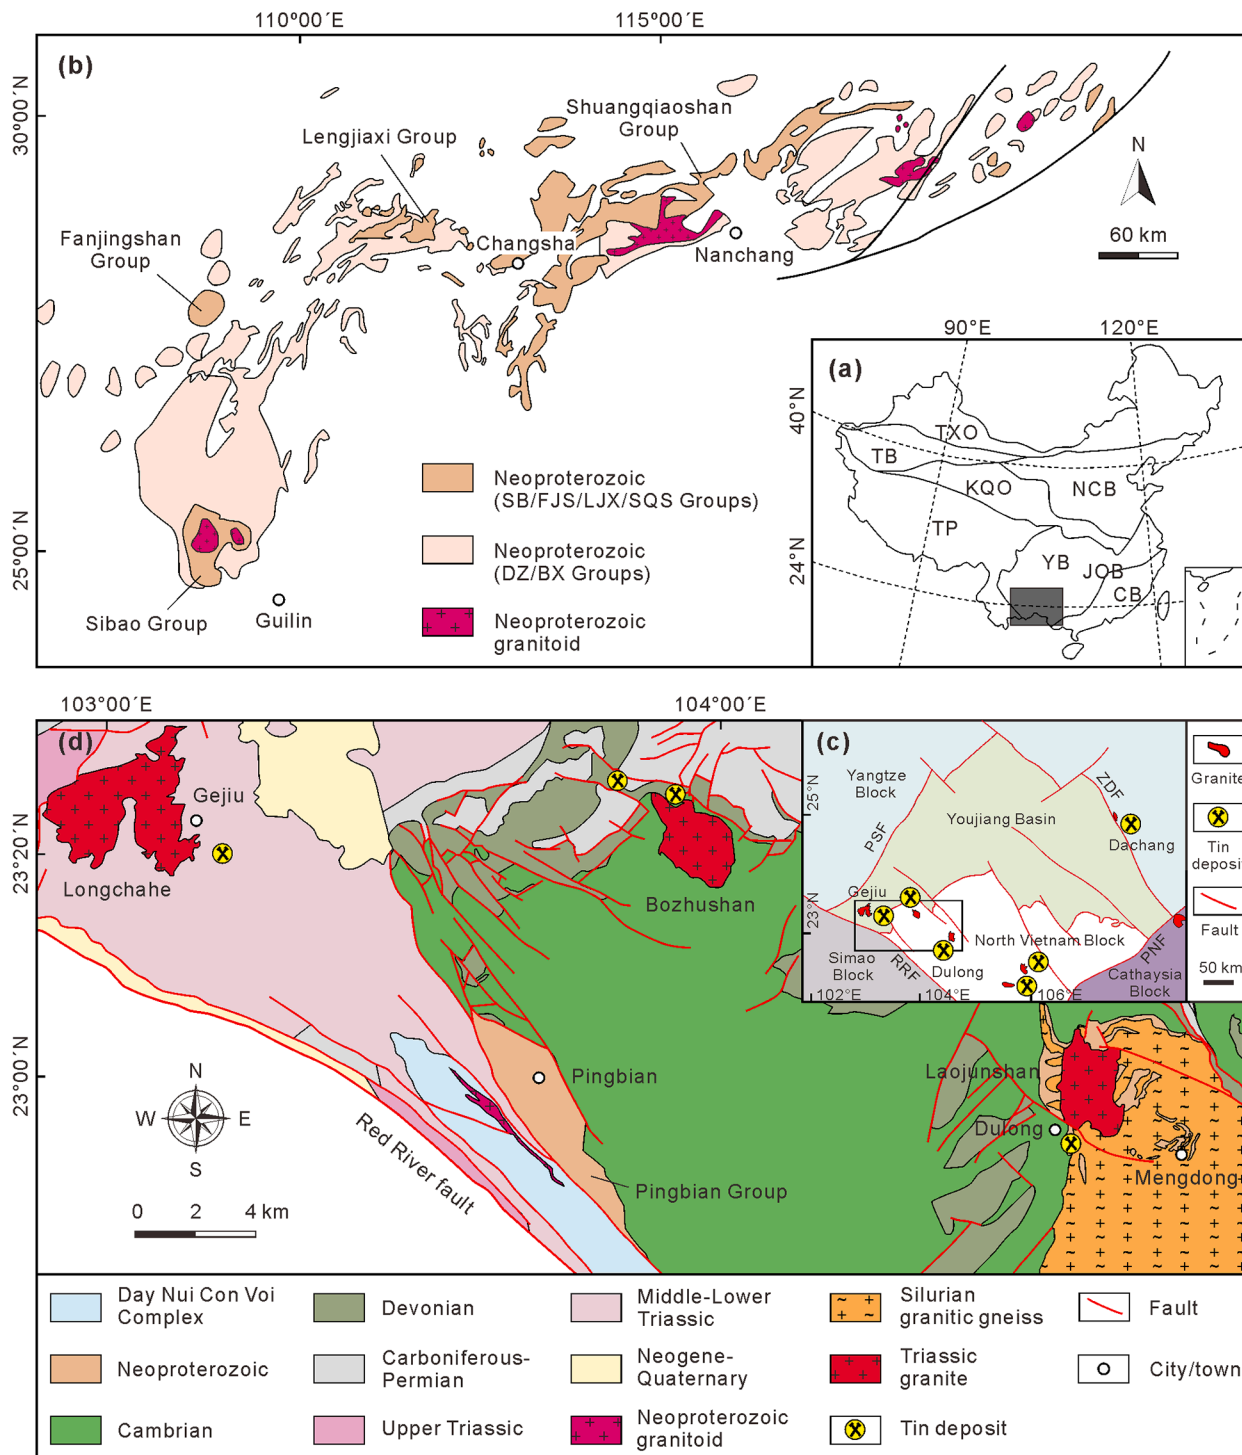 110°00′E
115°00′E
(b)
30°00′N
25°00′N
Shuangqiaoshan
Group
Lengjiaxi Group
Fanjingshan
Group
Changsha
Nanchang
N
60 km
Sibao Group
Guilin
Neoproterozoic
(SB/FJS/LJX/SQS Groups)
Neoproterozoic
(DZ/BX Groups)
Neoproterozoic
granitoid
90°E
120°E
(a)
40°N
24°N
TXO
TB
KQO
NCB
TP
YB
JOB
CB
103°00′E
104°00′E
(d)
23°20′N
23°00′N
Gejiu
Longchahe
Bozhushan
Pingbian
Pingbian Group
Red River fault
Laojunshan
Dulong
Mengdong
N
W
E
S
0
2
4 km
(c)
Yangtze
Block
Youjiang Basin
ZDF
PSF
Dachang
Gejiu
North Vietnam Block
Simao
Block
RRF
Dulong
PNF
Cathaysia
Block
25°N
23°N
102°E
104°E
106°E
Granite
Tin
deposit
Fault
50 km
Day Nui Con Voi
Complex
Devonian
Middle-Lower
Triassic
Silurian
granitic gneiss
Fault
Neoproterozoic
Carboniferous-
Permian
Neogene-
Quaternary
Triassic
granite
City/town
Cambrian
Upper Triassic
Neoproterozoic
granitoid
Tin deposit